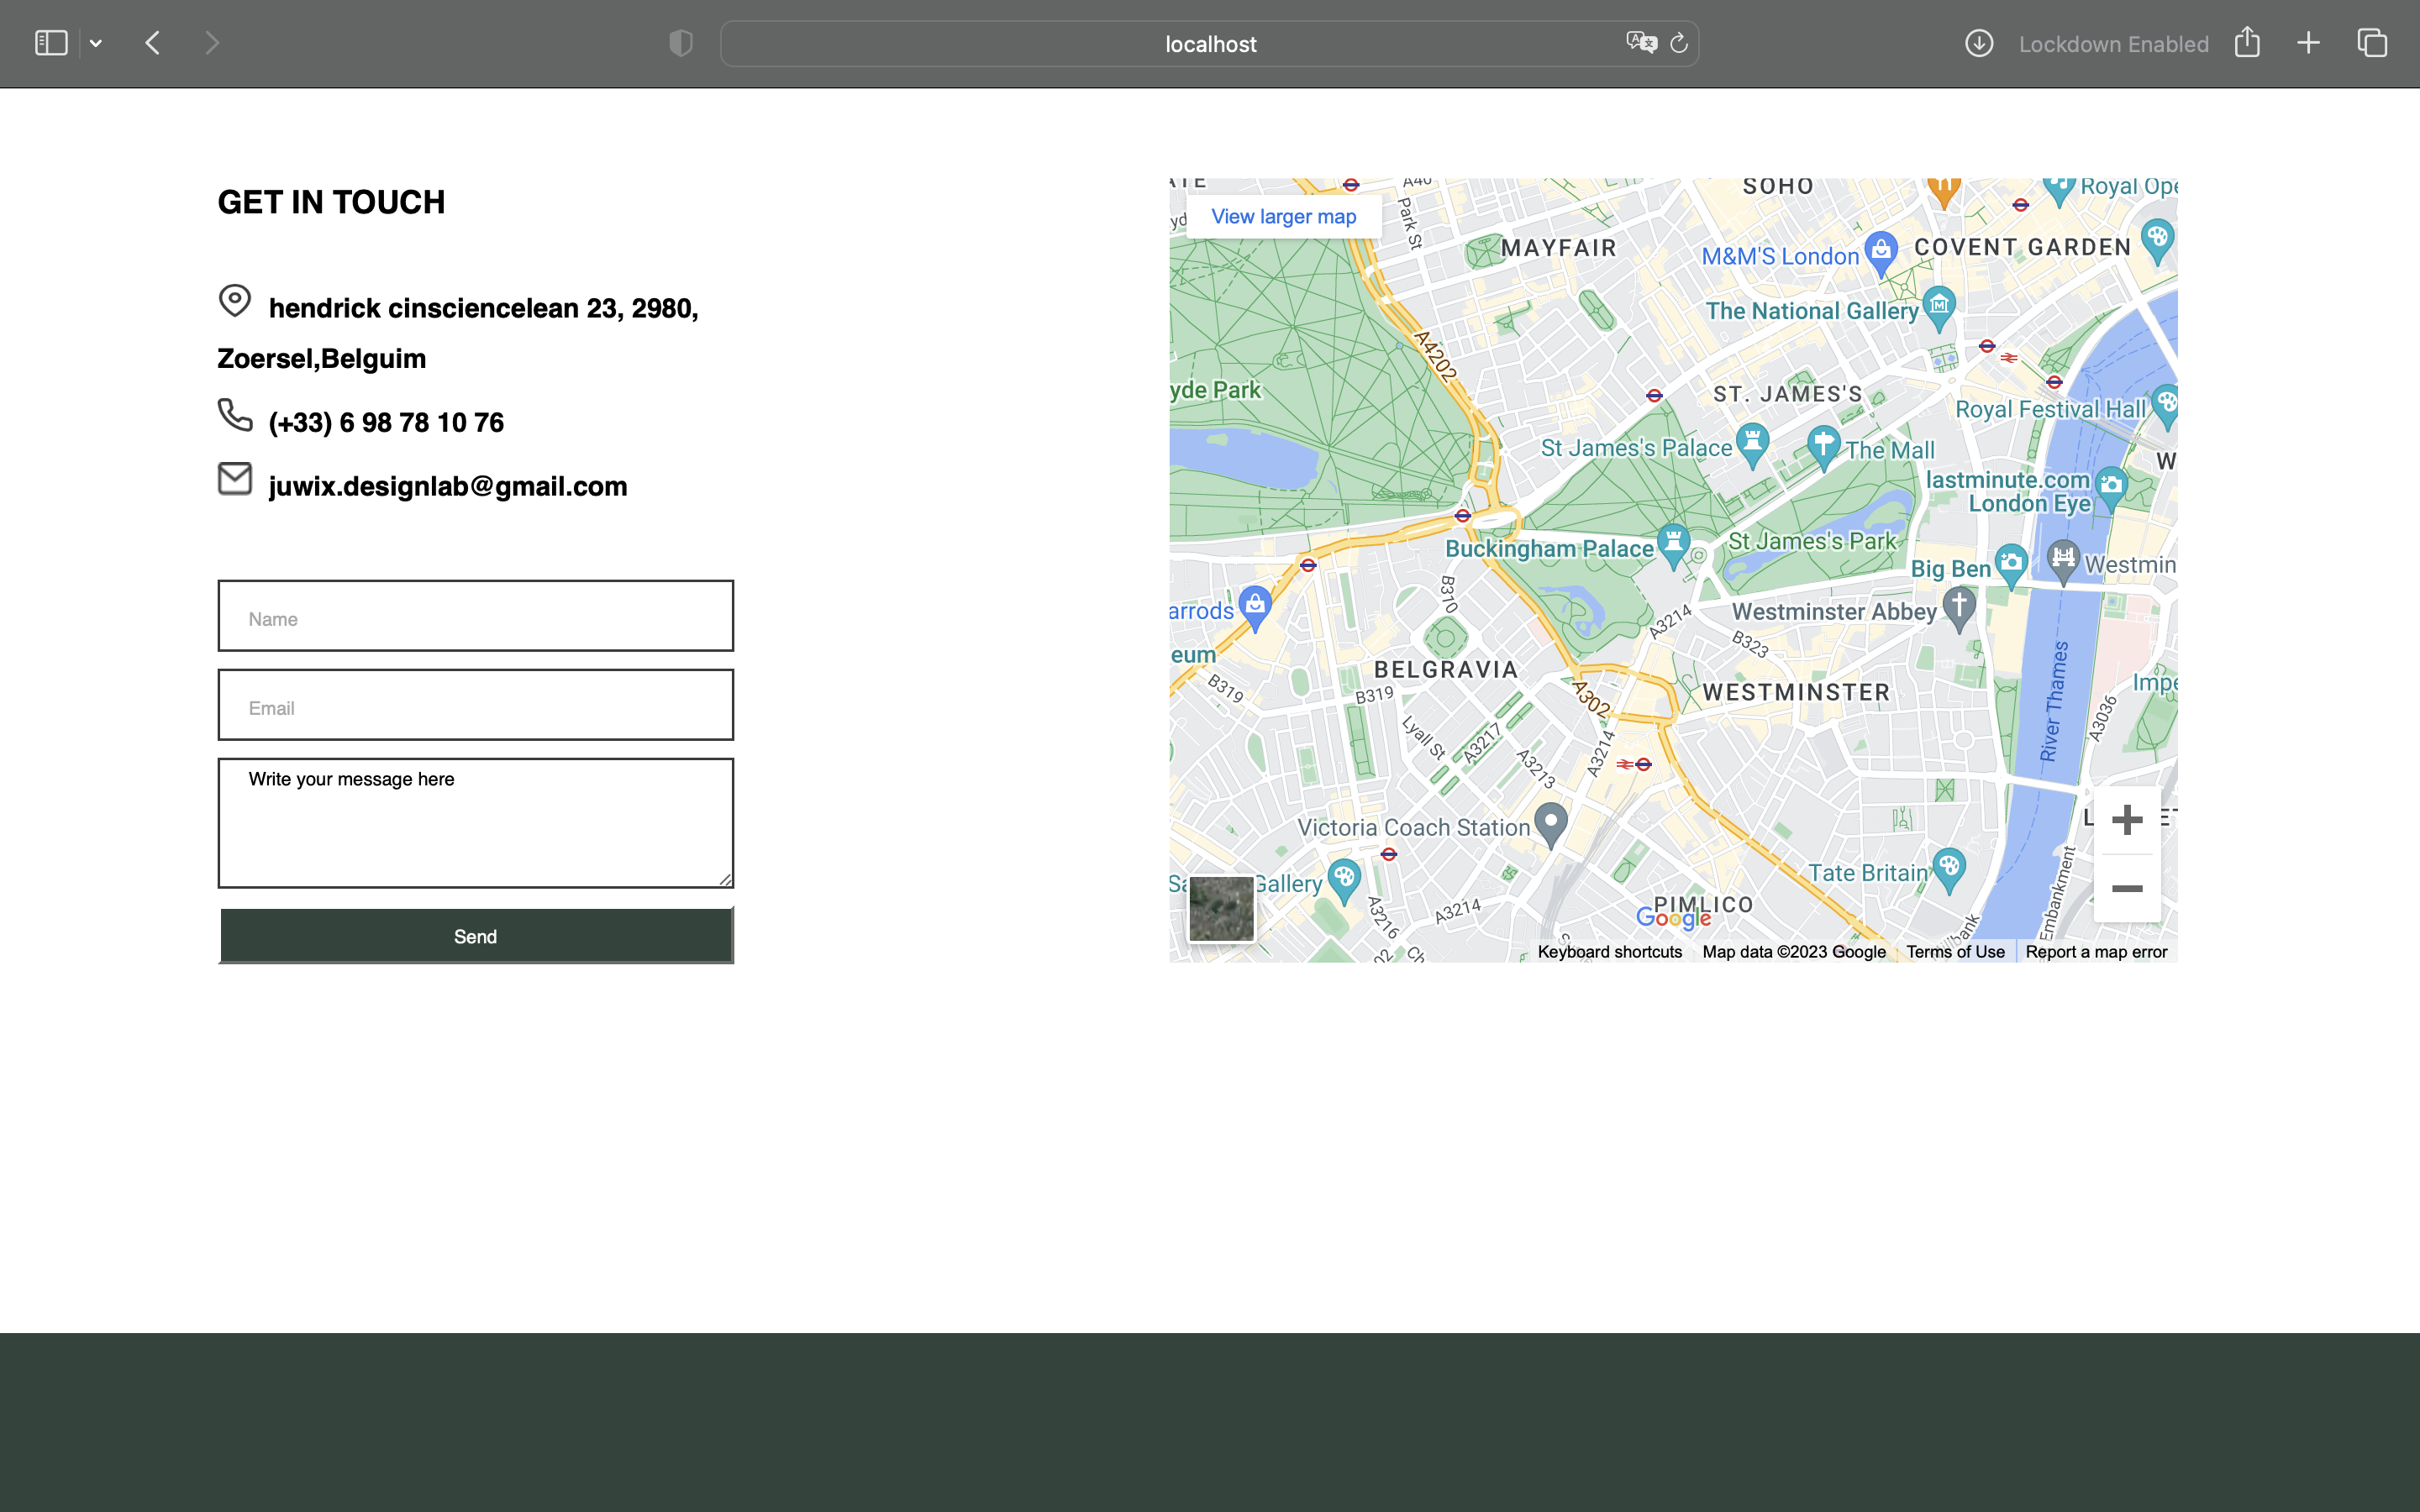 localhost
Lockdown Enabled
GET IN TOUCH
hendrick cinsciencelean 23, 2980,
Zoersel,Belguim
(+33) 6 98 78 10 76
juwix.designlab@gmail.com
Name
Email
Write your message here
Send
View larger map
A40
Park St
SOHO
Royal Ope
MAYFAIR
M&M'S London
COVENT GARDEN
The National Gallery
A4202
yde Park
ST. JAMES'S
Royal Festival Hall
St James's Palace
The Mall
W
lastminute.com
London Eye
Buckingham Palace
St James's Park
Big Ben
Westmin
arrods
B310
A3214
Westminster Abbey
B323
eum
BELGRAVIA
B319
B319
A302
WESTMINSTER
Impe
River Thames
A3036
Lyall St
A3217
A3213
A3214
Victoria Coach Station
Sa
Gallery
Tate Britain
A3216
A3214
PIMLICO
Google
Embankment
Keyboard shortcuts
Map data ©2023 Google
Terms of Use
Report a map error